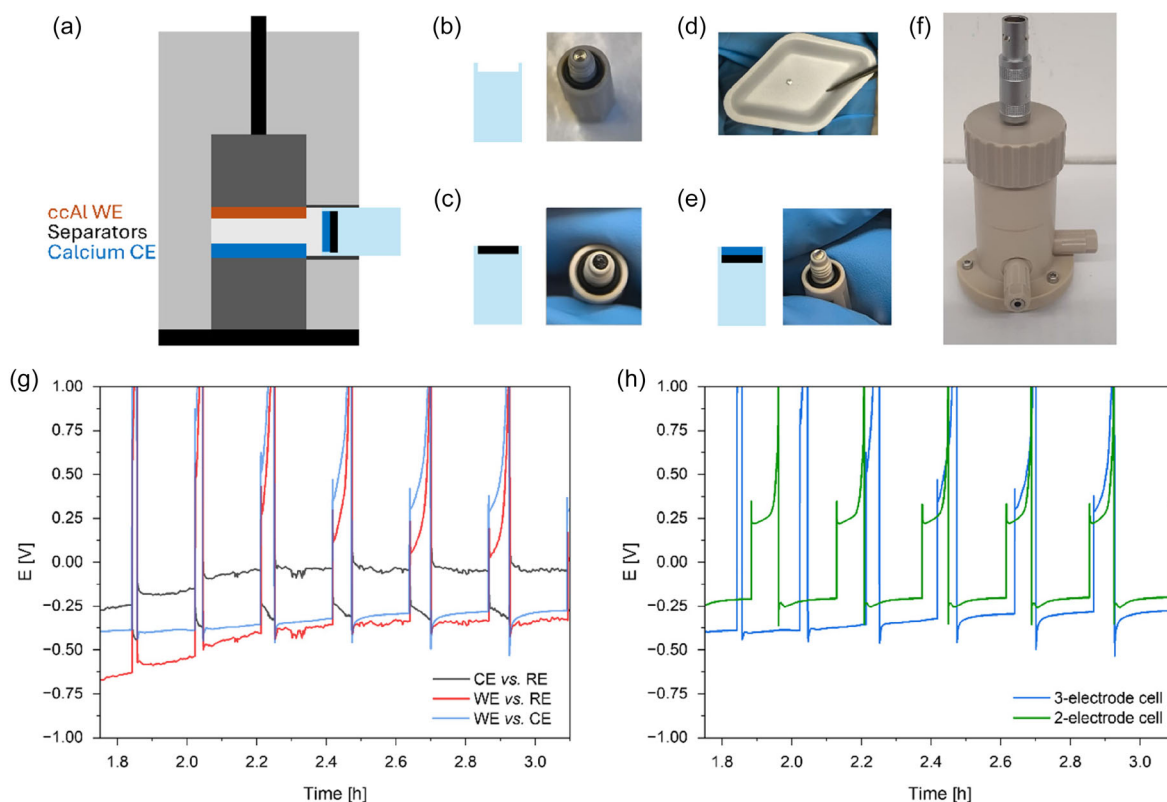 (a)
(b)
(d)
(f)
(c)
(e)
ccAl WE
Separators
Calcium CE
(g)
(h)
1.00
0.75
0.50
0.25
0.00
−0.25
−0.50
−0.75
−1.00
E [V]
1.8
2.0
2.2
2.4
2.6
2.8
3.0
Time [h]
CE vs. RE
WE vs. RE
WE vs. CE
1.00
0.75
0.50
0.25
0.00
−0.25
−0.50
−0.75
−1.00
E [V]
1.8
2.0
2.2
2.4
2.6
2.8
3.0
Time [h]
3-electrode cell
2-electrode cell